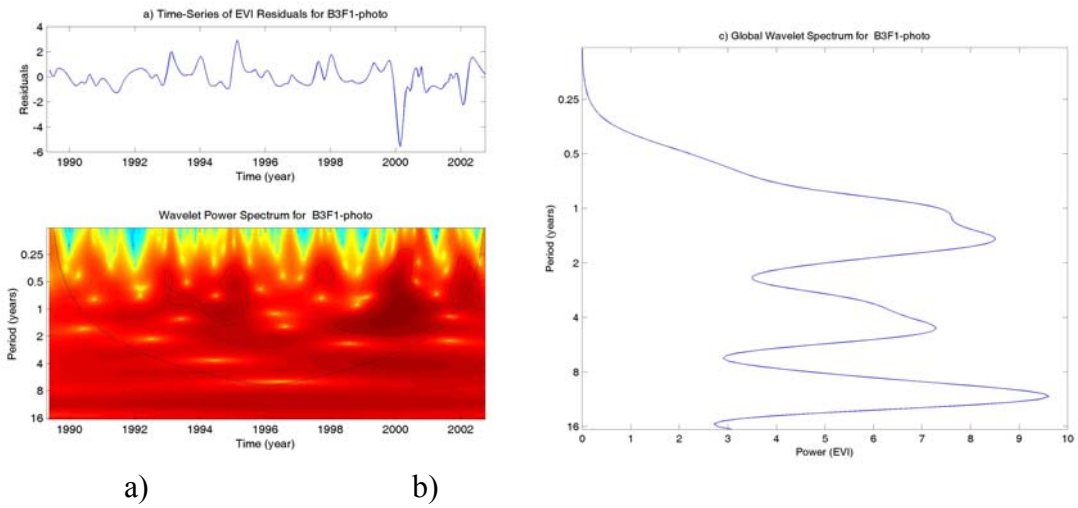 a) Time-Series of EVI Residuals for B3F1-photo
4
2
0
-2
-4
-6
Residuals
1990 1992 1994 1996 1998 2000 2002
Time (year)
Wavelet Power Spectrum for B3F1-photo
0.25
0.5
1
2
4
8
16
Period (years)
1990 1992 1994 1996 1998 2000 2002
Time (year)
c) Global Wavelet Spectrum for B3F1-photo
0.25
0.5
1
2
4
8
16
Period (years)
0 1 2 3 4 5 6 7 8 9 10
Power (EVI)
a) b)